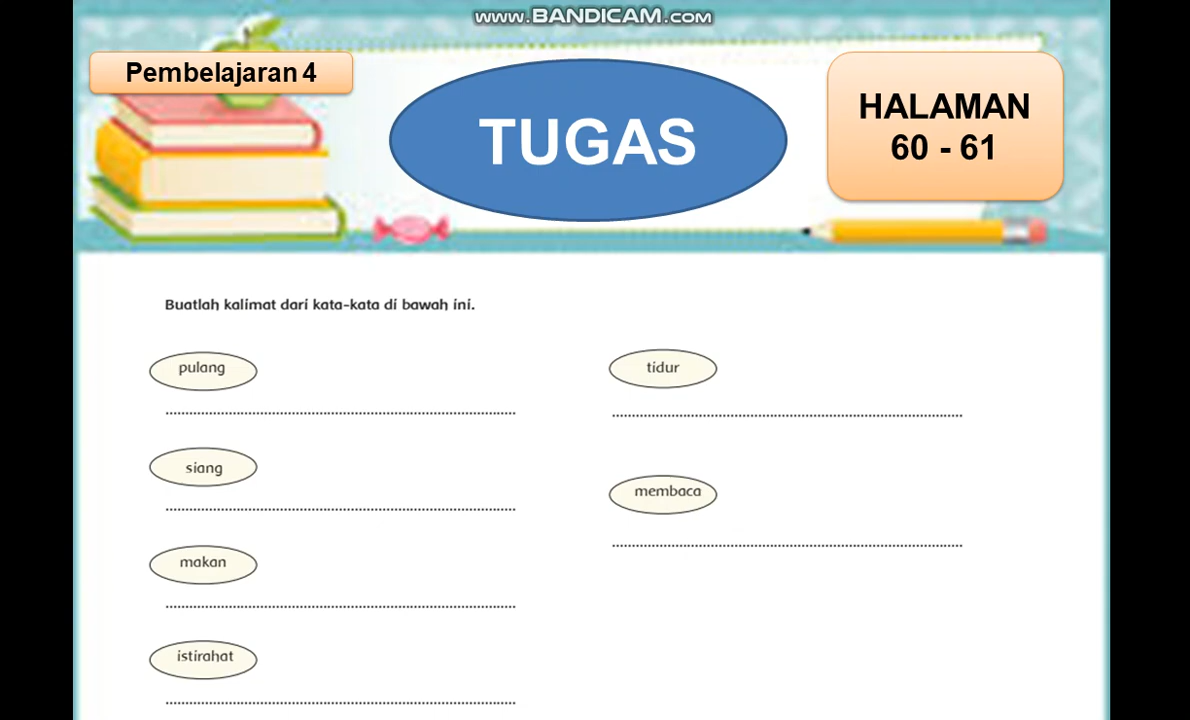 www.BANDICAM.com
Pembelajaran 4
TUGAS
HALAMAN
60 - 61
Buatlah kalimat dari kata-kata di bawah ini.
pulang
................................................................................
siang
................................................................................
makan
................................................................................
istirahat
................................................................................
tidur
................................................................................
membaca
................................................................................